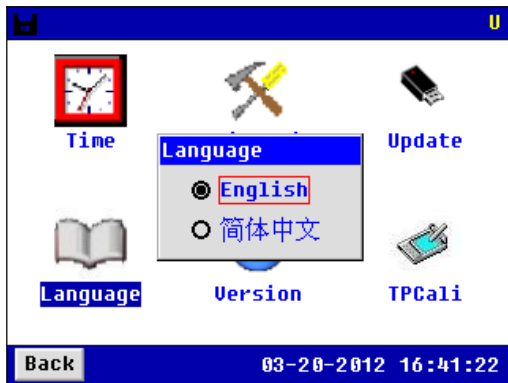 U
Time
Update
Language
English
简体中文
Language
Version
TPCali
Back
03-20-2012 16:41:22